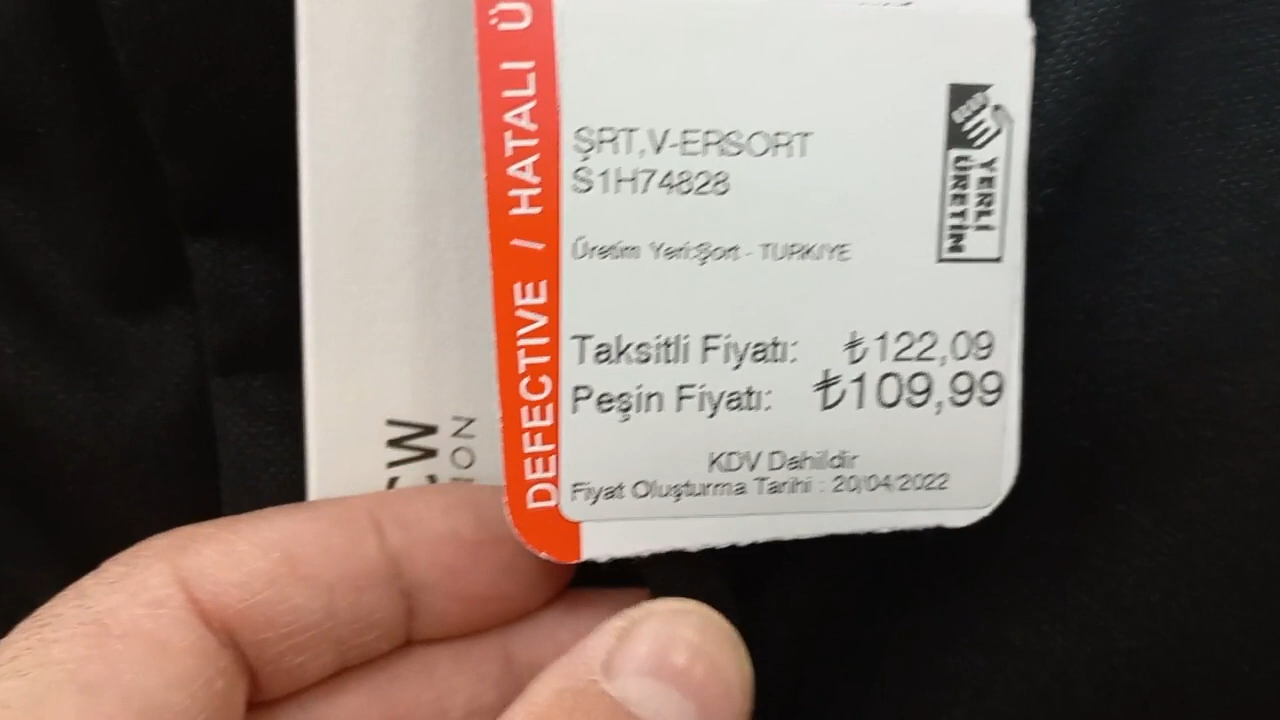 DEFECTIVE / HATALI Ü
ŞRT,V-ERSORT
S1H74828
YERLİ
ÜRETİM
Üretim Yeri:Şort - TURKIYE
Taksitli Fiyatı: ₺122,09
Peşin Fiyatı: ₺109,99
KDV Dahildir
Fiyat Oluşturma Tarihi : 20/04/2022